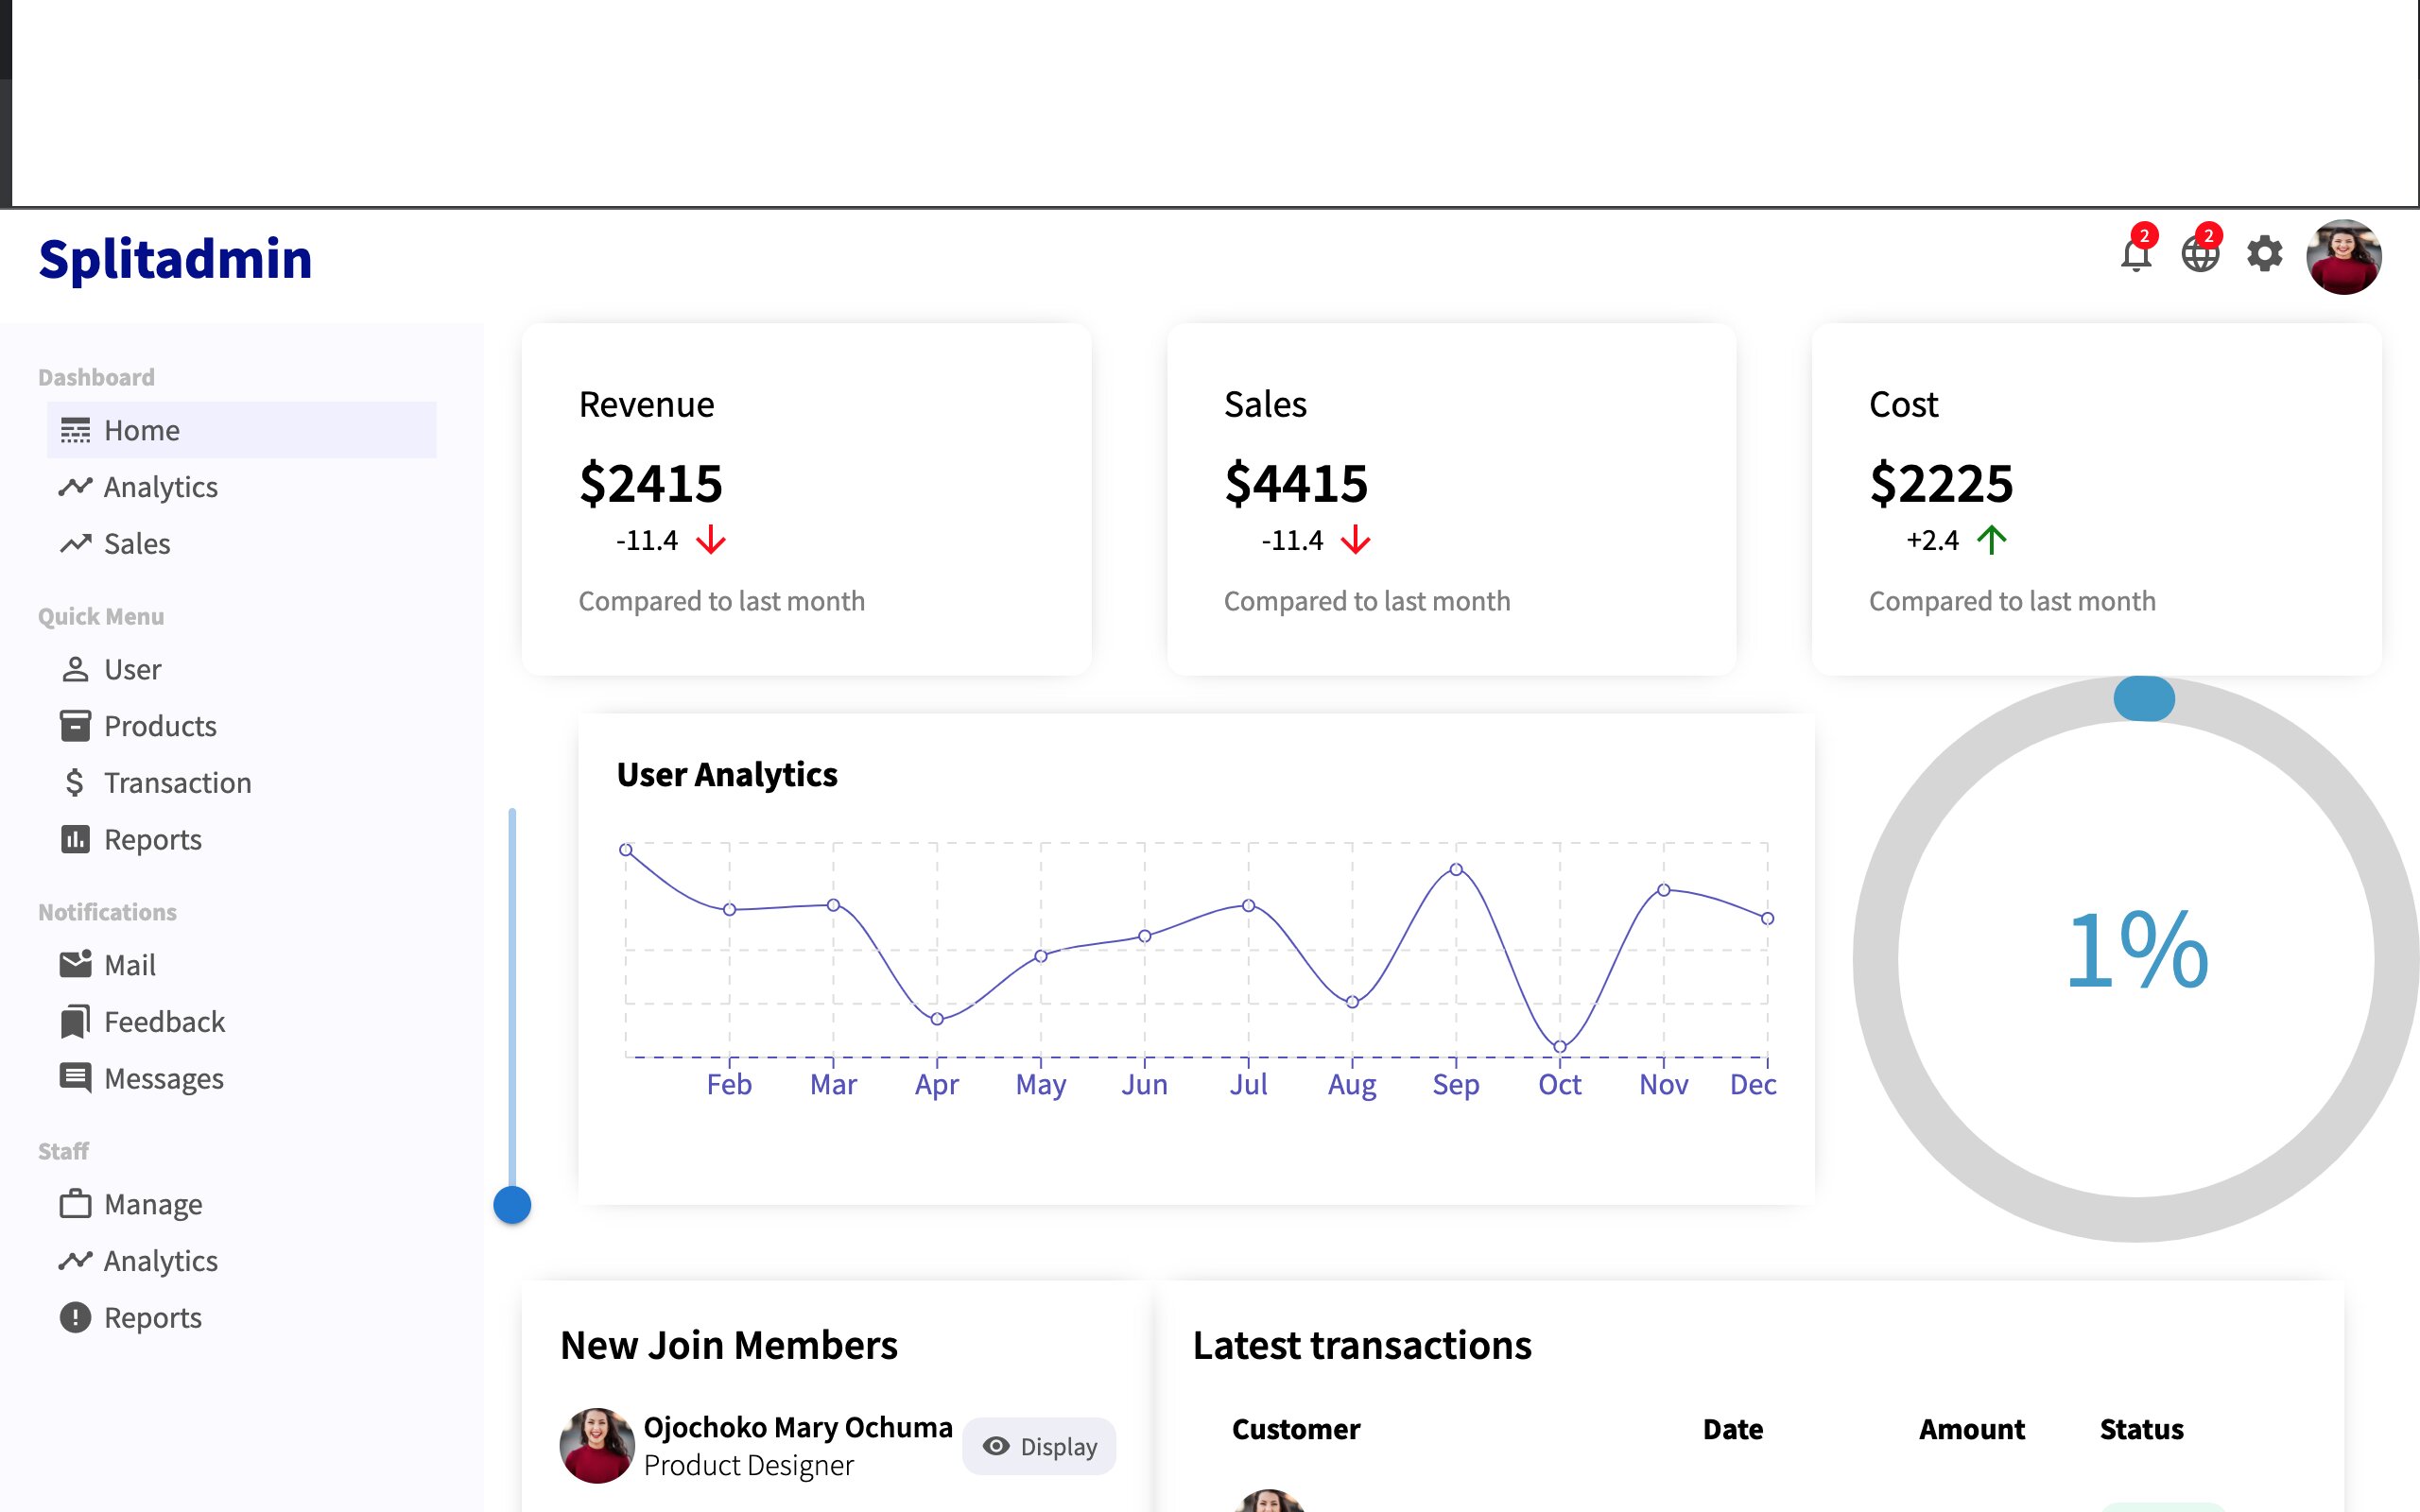 Splitadmin
2
2
Dashboard
Home
Analytics
Sales
Quick Menu
User
Products
Transaction
Reports
Notifications
Mail
Feedback
Messages
Staff
Manage
Analytics
Reports
Revenue
$2415
-11.4
Compared to last month
Sales
$4415
-11.4
Compared to last month
Cost
$2225
+2.4
Compared to last month
User Analytics
Feb Mar Apr May Jun Jul Aug Sep Oct Nov Dec
1%
New Join Members
Ojochoko Mary Ochuma
Product Designer
Display
Latest transactions
Customer Date Amount Status